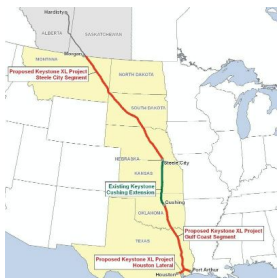 Hardisty
ALBERTA
SASKATCHEWAN
Morgan
Proposed Keystone XL Project
Steele City Segment
MONTANA
NORTH DAKOTA
SOUTH DAKOTA
NEBRASKA
Steele City
KANSAS
Existing Keystone
Cushing Extension
Cushing
OKLAHOMA
Proposed Keystone XL Project
Gulf Coast Segment
TEXAS
Proposed Keystone XL Project
Houston Lateral
Port Arthur
Houston